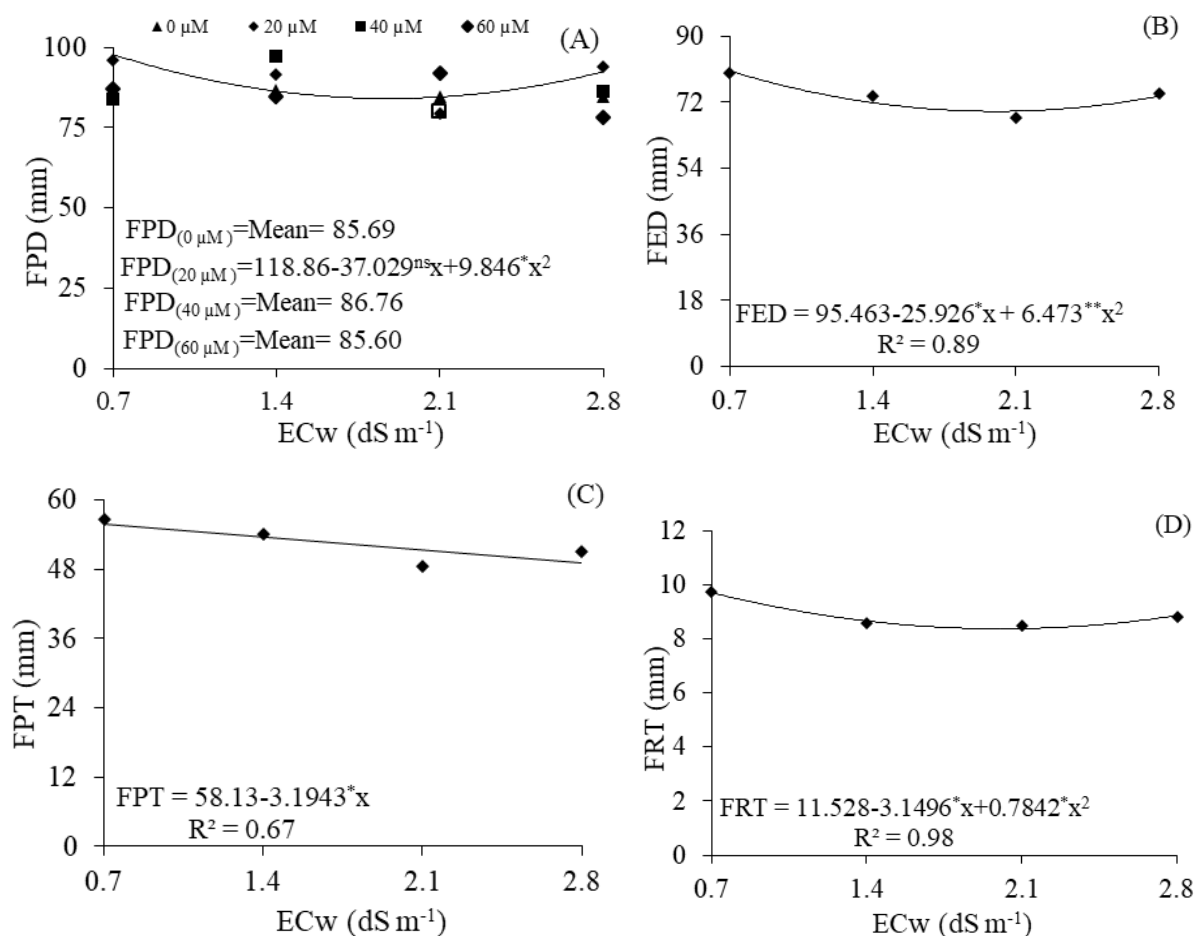 ▲ 0 µM ◆ 20 µM ■ 40 µM ◆ 60 µM
(A)
100
75
50
25
0
FPD (mm)
FPD(0 µM)=Mean= 85.69
FPD(20 µM)=118.86-37.029ⁿˢx+9.846*x²
FPD(40 µM)=Mean= 86.76
FPD(60 µM)=Mean= 85.60
0.7 1.4 2.1 2.8
ECw (dS m⁻¹)
(B)
90
72
54
36
18
0
FED (mm)
FED = 95.463-25.926*x + 6.473**x²
R² = 0.89
0.7 1.4 2.1 2.8
ECw (dS m⁻¹)
(C)
60
48
36
24
12
0
FPT (mm)
FPT = 58.13-3.1943*x
R² = 0.67
0.7 1.4 2.1 2.8
ECw (dS m⁻¹)
(D)
12
10
8
6
4
2
0
FRT (mm)
FRT = 11.528-3.1496*x+0.7842*x²
R² = 0.98
0.7 1.4 2.1 2.8
ECw (dS m⁻¹)